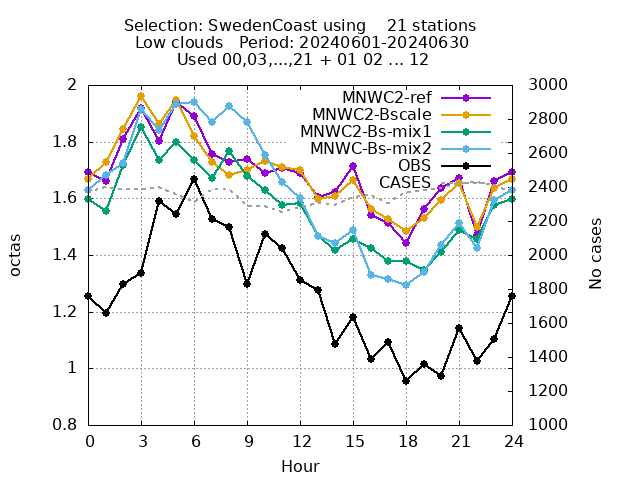 Selection: SwedenCoast using    21 stations
Low clouds   Period: 20240601-20240630
Used 00,03,...,21 + 01 02 ... 12
MNWC2-ref
MNWC2-Bscale
MNWC2-Bs-mix1
MNWC-Bs-mix2
OBS
CASES
octas
2
1.8
1.6
1.4
1.2
1
0.8
3000
2800
2600
2400
2200
2000
1800
1600
1400
1200
1000
No cases
0 3 6 9 12 15 18 21 24
Hour